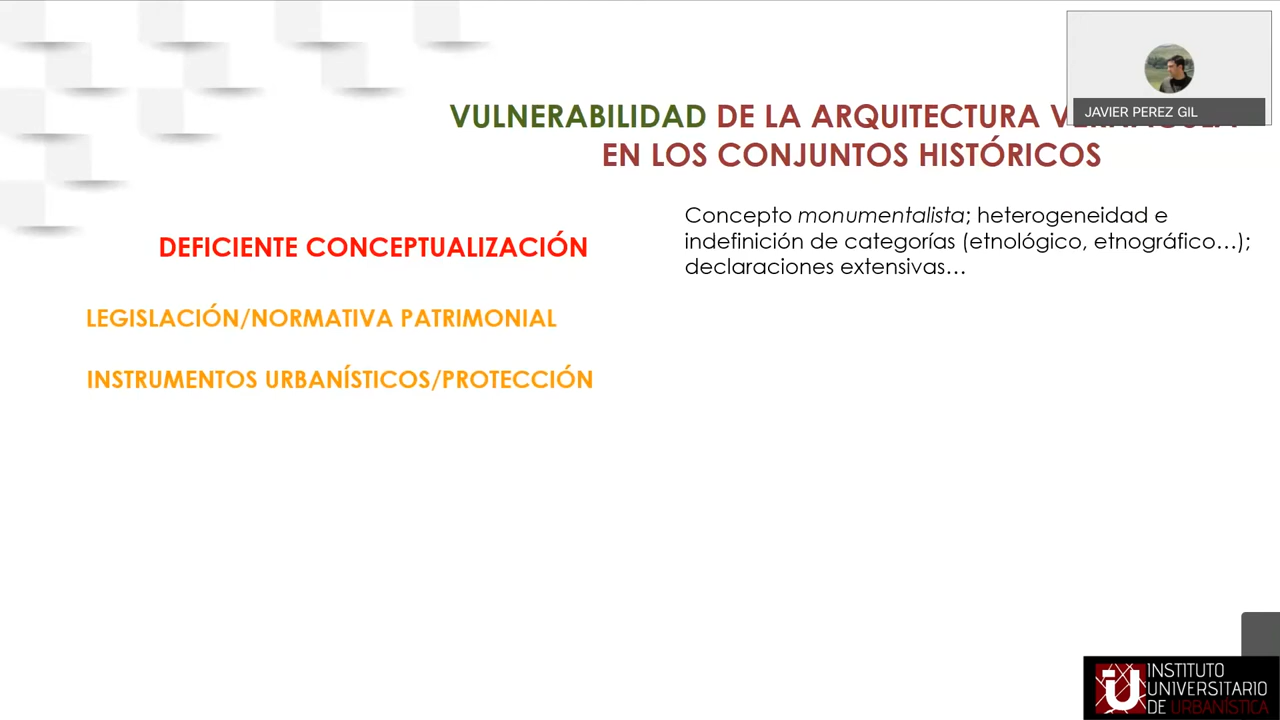 JAVIER PEREZ GIL
VULNERABILIDAD DE LA ARQUITECTURA
EN LOS CONJUNTOS HISTÓRICOS
DEFICIENTE CONCEPTUALIZACIÓN
Concepto monumentalista; heterogeneidad e
indefinición de categorías (etnológico, etnográfico…);
declaraciones extensivas…
LEGISLACIÓN/NORMATIVA PATRIMONIAL
INSTRUMENTOS URBANÍSTICOS/PROTECCIÓN
INSTITUTO
UNIVERSITARIO
DE URBANÍSTICA